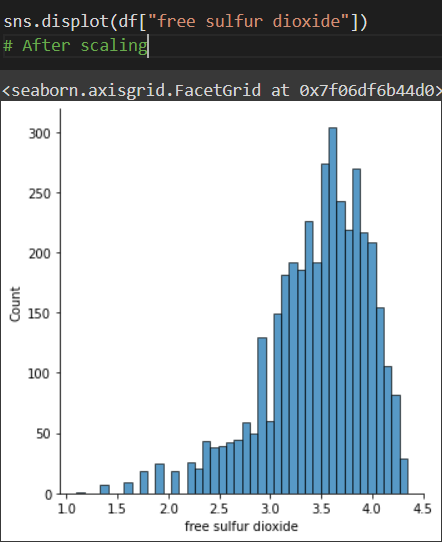 sns.displot(df["free sulfur dioxide"])
# After scaling
<seaborn.axisgrid.FacetGrid at 0x7f06df6b44d0>
300
250
200
150
100
50
0
Count
1.0 1.5 2.0 2.5 3.0 3.5 4.0 4.5
free sulfur dioxide